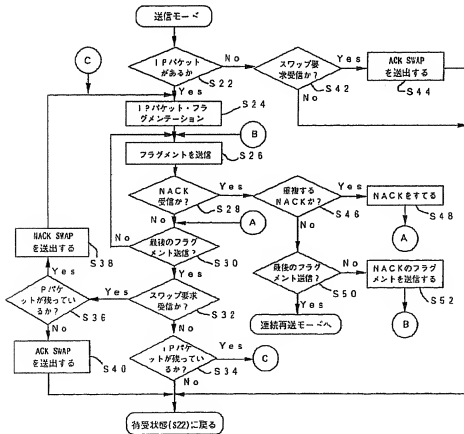 送信モード
C
IPパケット
があるか
No
S22
Yes
スワップ要
求受信か?
Yes
S42
No
ACK SWAP
を送出する
S44
IPパケット・フラ
グメンテーション
S24
B
フラグメントを送信
S26
NACK
受信か?
Yes
S28
No
A
重複する
NACKか?
Yes
S46
No
NACKをすてる
S48
A
NACK SWAP
を送出する
S38
No
最後のフラグ
メント送信?
S30
Yes
最後のフラグ
メント送信?
No
S50
Yes
NACKのフラグメ
ントを送信する
S52
B
Yes
Pパケ
ットが残ってい
るか?
S36
No
Yes
スワップ要求
受信か?
S32
No
連続再送モードへ
ACK SWAP
を送出する
S40
IPパケ
ットが残ってい
るか?
Yes
S34
C
No
待受状態(S22)に戻る